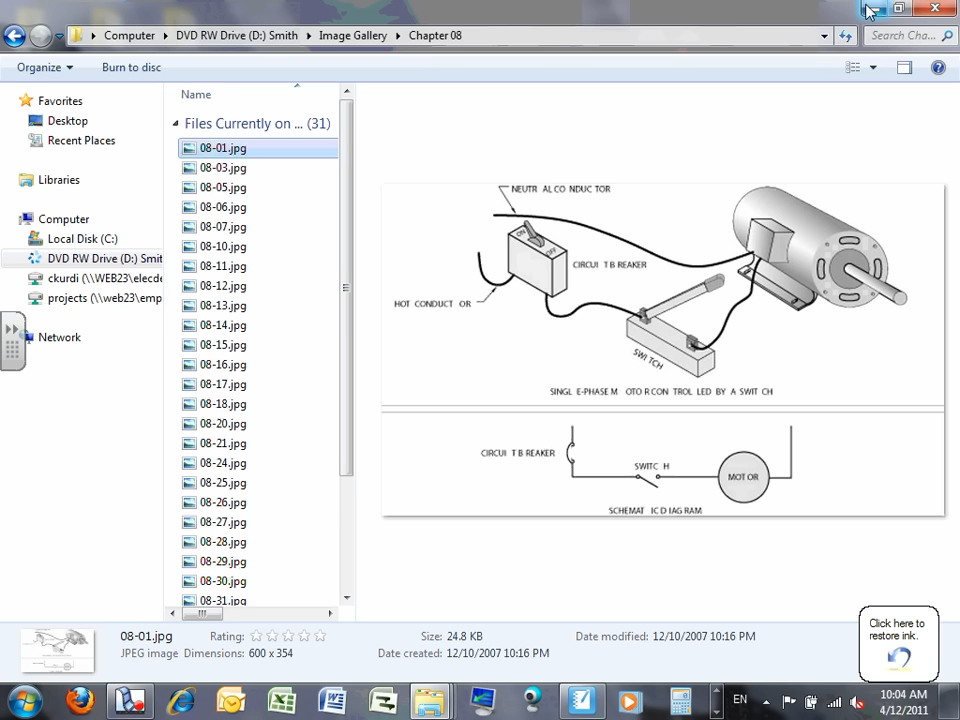 Computer ▸ DVD RW Drive (D:) Smith ▸ Image Gallery ▸ Chapter 08
Search Cha...
Organize
Burn to disc
Favorites
Desktop
Recent Places
Libraries
Computer
Local Disk (C:)
DVD RW Drive (D:) Smit
ckurdi (\\WEB23\elecde
projects (\\web23\emp
Network
Name
Files Currently on ... (31)
08-01.jpg
08-03.jpg
08-05.jpg
08-06.jpg
08-07.jpg
08-10.jpg
08-11.jpg
08-12.jpg
08-13.jpg
08-14.jpg
08-15.jpg
08-16.jpg
08-17.jpg
08-18.jpg
08-20.jpg
08-21.jpg
08-24.jpg
08-25.jpg
08-26.jpg
08-27.jpg
08-28.jpg
08-29.jpg
08-30.jpg
08-31.jpg
NEUTR AL CO NDUC TOR
ON
OFF
CIRCUI T B REAKER
HOT CONDUCT OR
SWI TCH
SINGL E-PHASE M OTO R CON TROL LED BY A SWIT CH
CIRCUI T B REAKER
SWITC H
MOT OR
SCHEMAT IC D IAG RAM
08-01.jpg
Rating:
Size: 24.8 KB
Date modified: 12/10/2007 10:16 PM
JPEG image
Dimensions: 600 x 354
Date created: 12/10/2007 10:16 PM
Click here to
restore ink.
EN
10:04 AM
4/12/2011